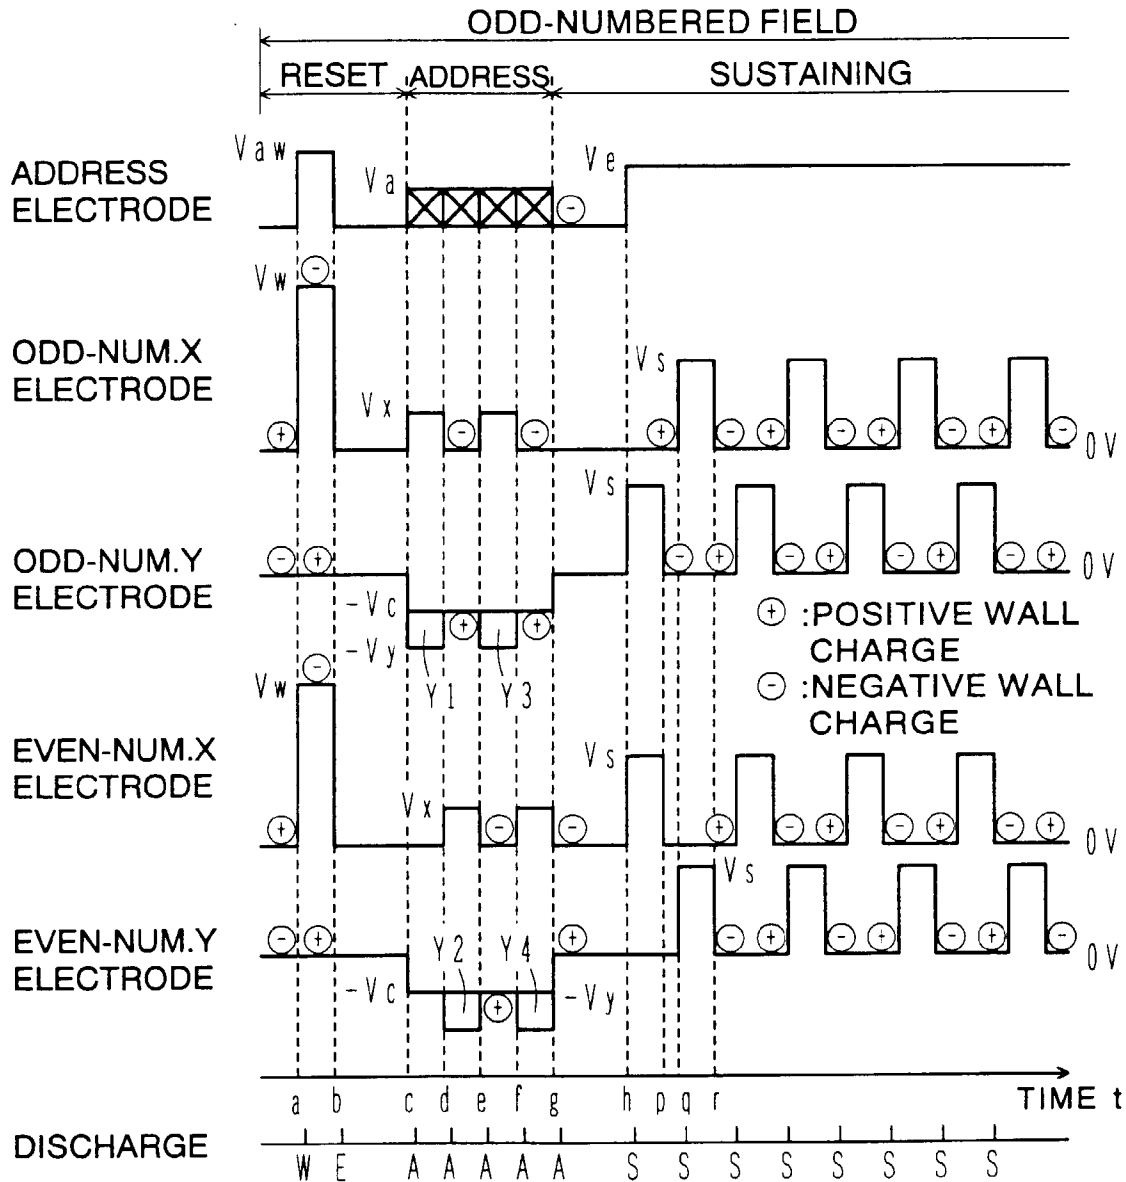 ODD-NUMBERED FIELD
RESET ADDRESS SUSTAINING
Vaw
Va
Ve
ADDRESS
ELECTRODE
-
Vw
-
ODD-NUM.X
ELECTRODE
Vx
Vs
+ - - + - + - + - + -
0V
Vs
ODD-NUM.Y
ELECTRODE
- + - + - + - + - +
0V
-Vc
+ +
-Vy
Y1 Y3
+ :POSITIVE WALL
CHARGE
- :NEGATIVE WALL
CHARGE
-
Vw
EVEN-NUM.X
ELECTRODE
Vx
Vs
+ - - + - + - + - +
0V
Vs
EVEN-NUM.Y
ELECTRODE
- + + - + - + - + -
0V
Y2 Y4
-Vc
+
-Vy
a b c d e f g h p q r
TIME t
DISCHARGE
W E A A A A A S S S S S S S S